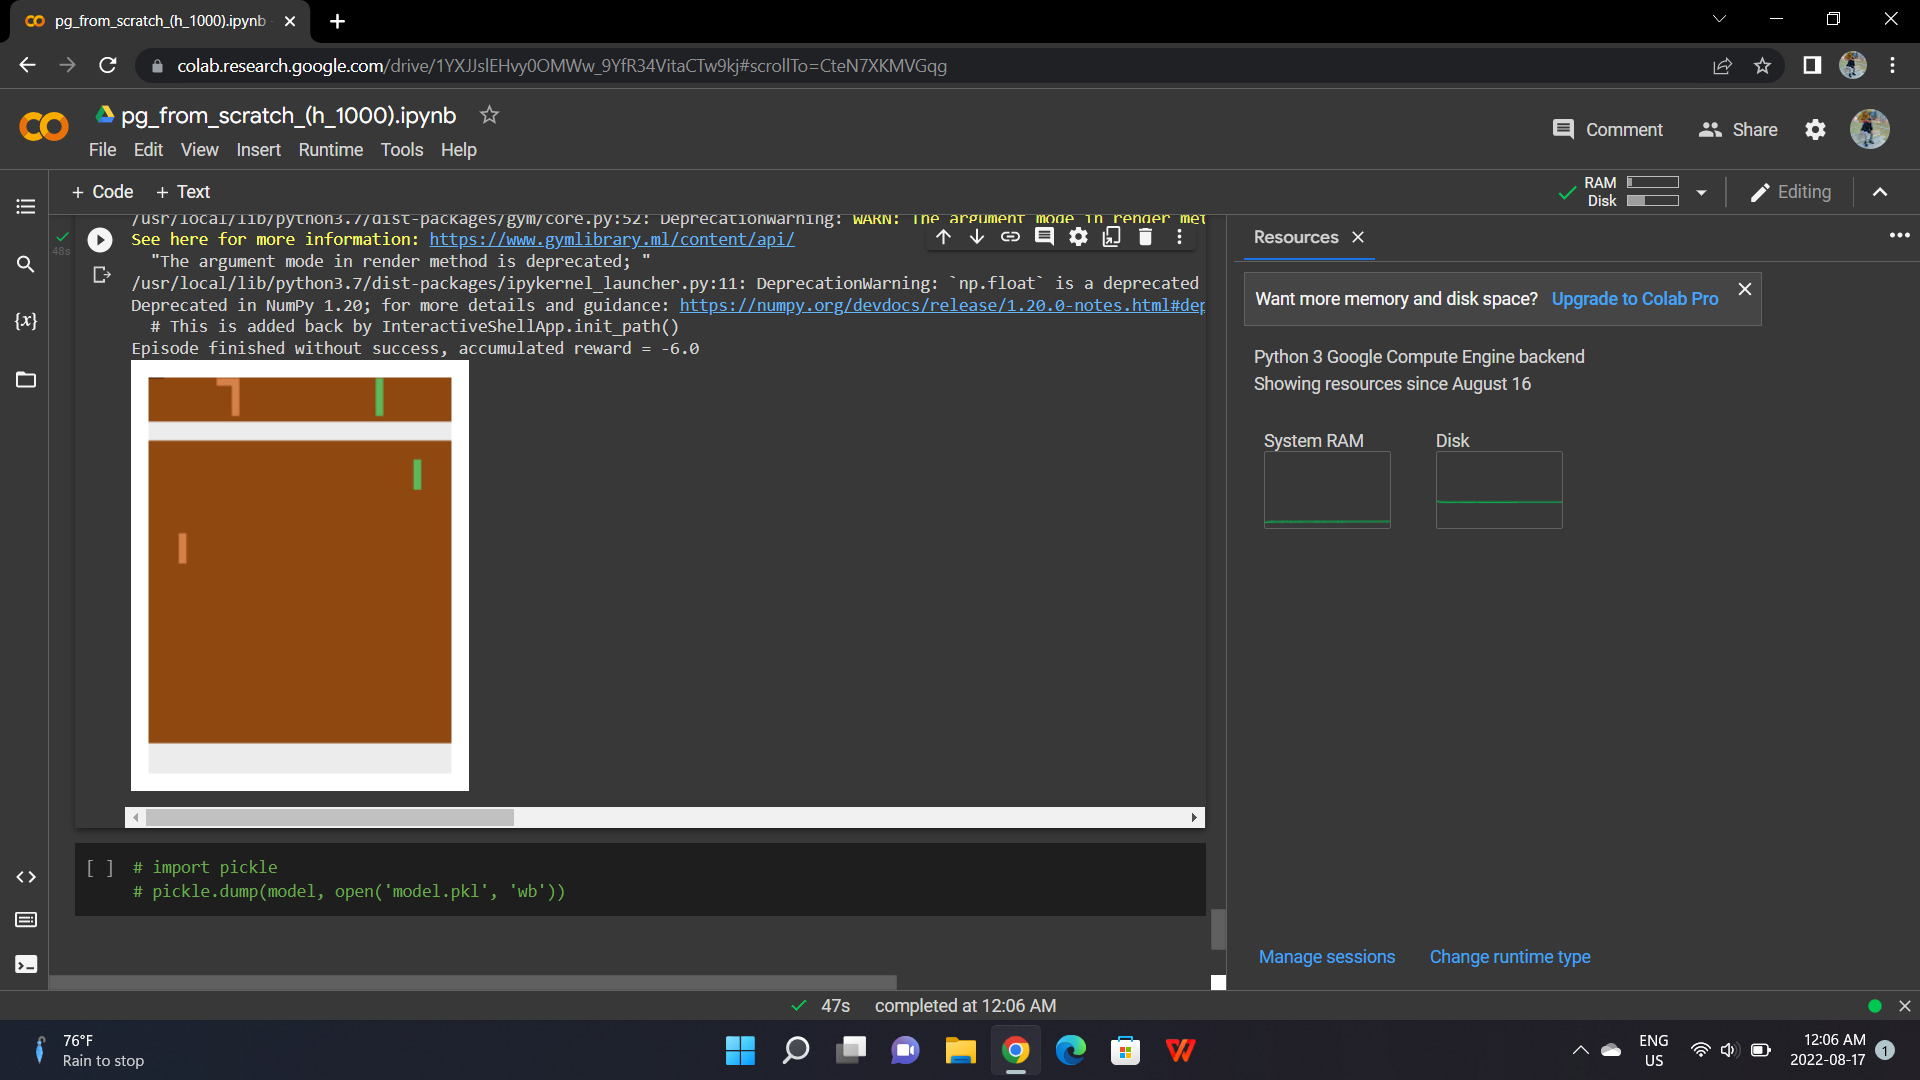 pg_from_scratch_(h_1000).ipynb
colab.research.google.com/drive/1YXJJslEHvy0OMWw_9YfR34VitaCTw9kj#scrollTo=CteN7XKMVGqg
pg_from_scratch_(h_1000).ipynb
File Edit View Insert Runtime Tools Help
Comment
Share
+ Code + Text
RAM
Disk
Editing
/usr/local/lib/python3.7/dist-packages/gym/core.py:52: DeprecationWarning: WARN: The argument mode in render met
48s
See here for more information: https://www.gymlibrary.ml/content/api/
"The argument mode in render method is deprecated; "
/usr/local/lib/python3.7/dist-packages/ipykernel_launcher.py:11: DeprecationWarning: `np.float` is a deprecated
Deprecated in NumPy 1.20; for more details and guidance: https://numpy.org/devdocs/release/1.20.0-notes.html#dep
# This is added back by InteractiveShellApp.init_path()
Episode finished without success, accumulated reward = -6.0
[ ] # import pickle
# pickle.dump(model, open('model.pkl', 'wb'))
Resources
Want more memory and disk space? Upgrade to Colab Pro
Python 3 Google Compute Engine backend
Showing resources since August 16
System RAM
Disk
Manage sessions Change runtime type
47s completed at 12:06 AM
76°F
Rain to stop
ENG
US
12:06 AM
2022-08-17
1